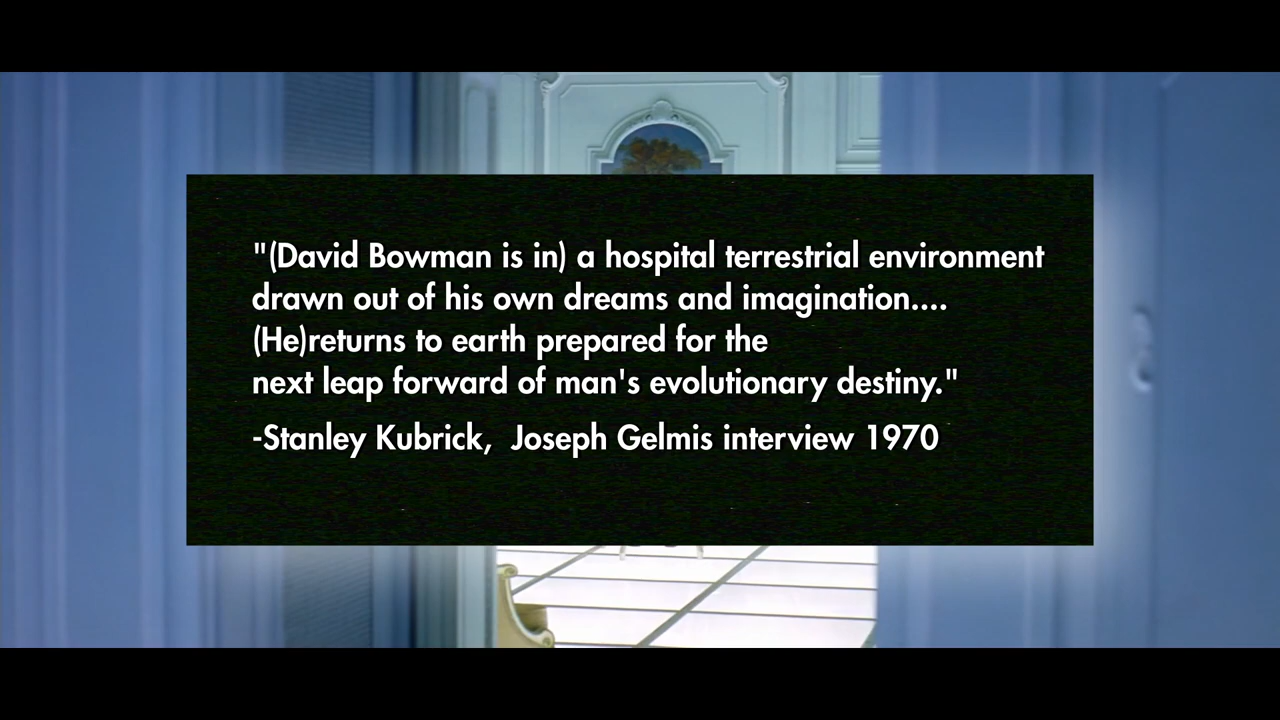 "(David Bowman is in) a hospital terrestrial environment
drawn out of his own dreams and imagination....
(He)returns to earth prepared for the
next leap forward of man's evolutionary destiny."
-Stanley Kubrick,  Joseph Gelmis interview 1970